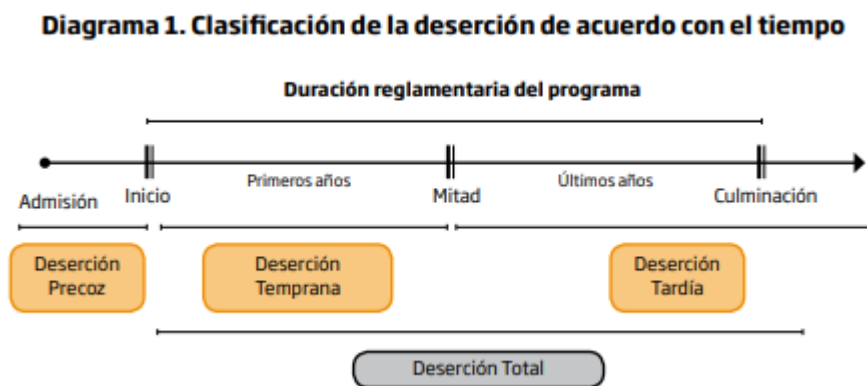 Diagrama 1. Clasificación de la deserción de acuerdo con el tiempo
Duración reglamentaria del programa
Admisión
Inicio
Primeros años
Mitad
Últimos años
Culminación
Deserción
Precoz
Deserción
Temprana
Deserción
Tardía
Deserción Total